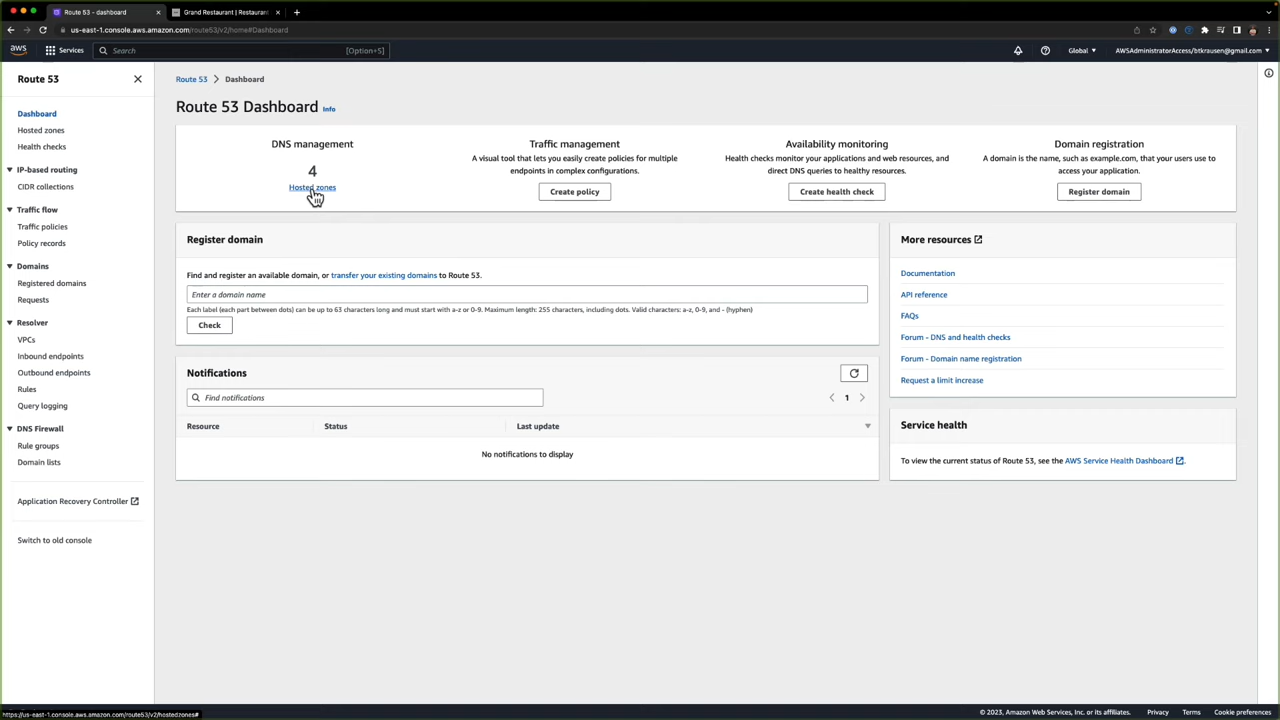 Route 53 - dashboard
Grand Restaurant | Restaurant
us-east-1.console.aws.amazon.com/route53/v2/home#Dashboard
aws
Services
Search
[Option+S]
Global
AWSAdministratorAccess/btkrausen@gmail.com
Route 53
Dashboard
Hosted zones
Health checks
IP-based routing
CIDR collections
Traffic flow
Traffic policies
Policy records
Domains
Registered domains
Requests
Resolver
VPCs
Inbound endpoints
Outbound endpoints
Rules
Query logging
DNS Firewall
Rule groups
Domain lists
Application Recovery Controller
Switch to old console
Route 53 > Dashboard
Route 53 Dashboard Info
DNS management
4
Hosted zones
Traffic management
A visual tool that lets you easily create policies for multiple
endpoints in complex configurations.
Create policy
Availability monitoring
Health checks monitor your applications and web resources, and
direct DNS queries to healthy resources.
Create health check
Domain registration
A domain is the name, such as example.com, that your users use to
access your application.
Register domain
Register domain
Find and register an available domain, or transfer your existing domains to Route 53.
Enter a domain name
Each label (each part between dots) can be up to 63 characters long and must start with a-z or 0-9. Maximum length: 255 characters, including dots. Valid characters: a-z, 0-9, and - (hyphen)
Check
Notifications
Find notifications
1
Resource
Status
Last update
No notifications to display
More resources
Documentation
API reference
FAQs
Forum - DNS and health checks
Forum - Domain name registration
Request a limit increase
Service health
To view the current status of Route 53, see the AWS Service Health Dashboard.
https://us-east-1.console.aws.amazon.com/route53/v2/hostedzones#
© 2023, Amazon Web Services, Inc. or its affiliates.
Privacy
Terms
Cookie preferences